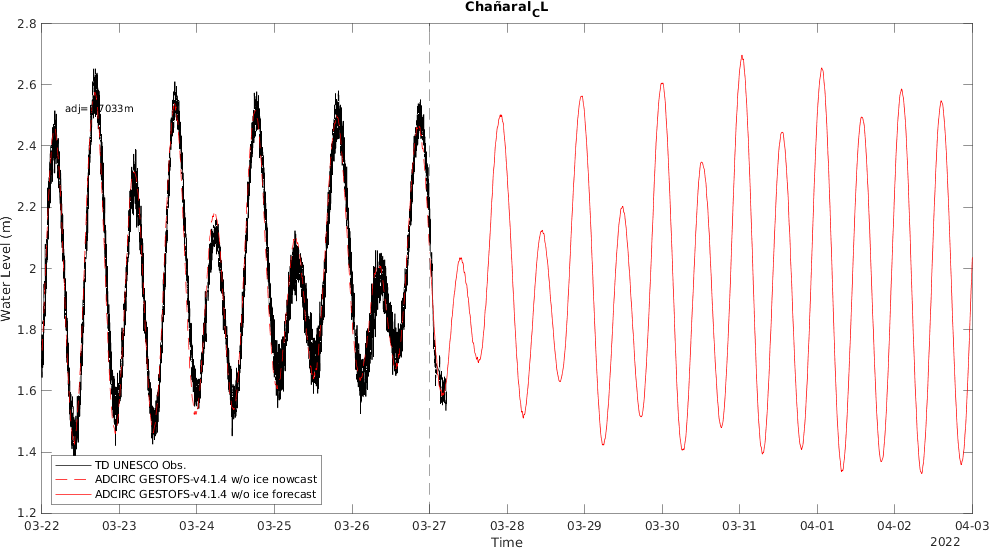 Chañaral_CL
2.8
2.6
2.4
2.2
2
1.8
1.6
1.4
1.2
Water Level (m)
adj=
7033m
TD UNESCO Obs.
ADCIRC GESTOFS-v4.1.4 w/o ice nowcast
ADCIRC GESTOFS-v4.1.4 w/o ice forecast
03-22 03-23 03-24 03-25 03-26 03-27 03-28 03-29 03-30 03-31 04-01 04-02 04-03
Time
2022